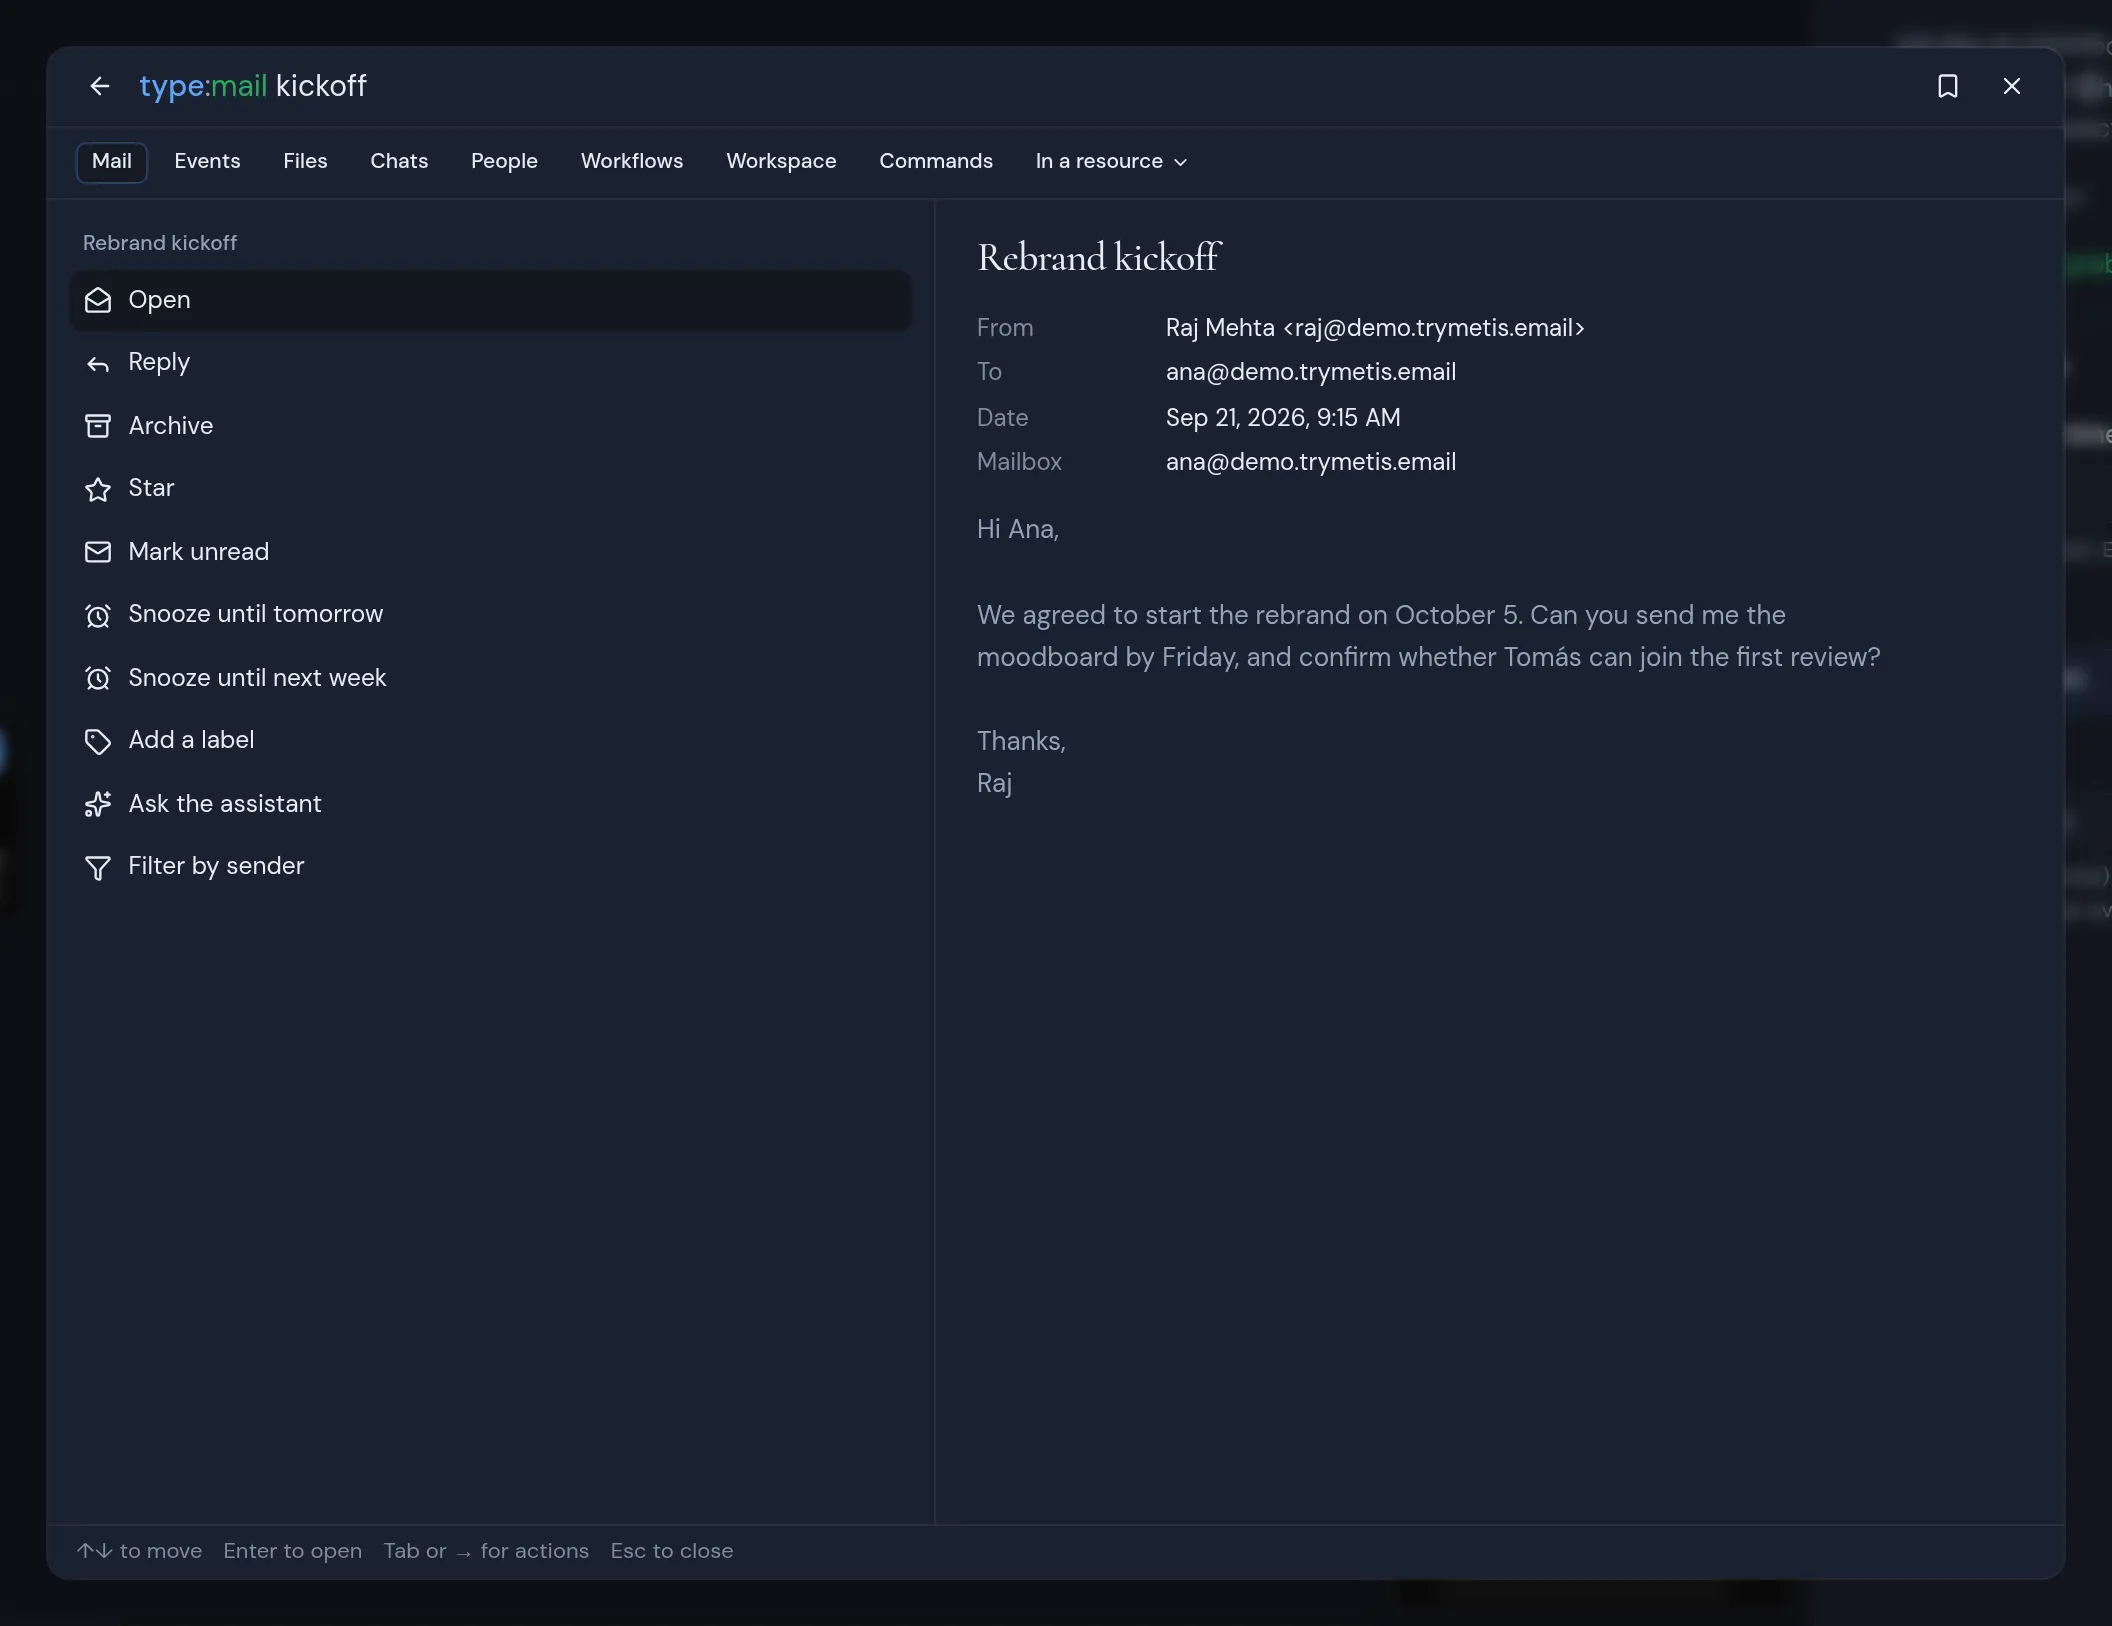 type:mail kickoff
Mail Events Files Chats People Workflows Workspace Commands In a resource
Rebrand kickoff
Open
Reply
Archive
Star
Mark unread
Snooze until tomorrow
Snooze until next week
Add a label
Ask the assistant
Filter by sender
Rebrand kickoff
From Raj Mehta <raj@demo.trymetis.email>
To ana@demo.trymetis.email
Date Sep 21, 2026, 9:15 AM
Mailbox ana@demo.trymetis.email
Hi Ana,
We agreed to start the rebrand on October 5. Can you send me the
moodboard by Friday, and confirm whether Tomás can join the first review?
Thanks,
Raj
↑↓ to move Enter to open Tab or → for actions Esc to close